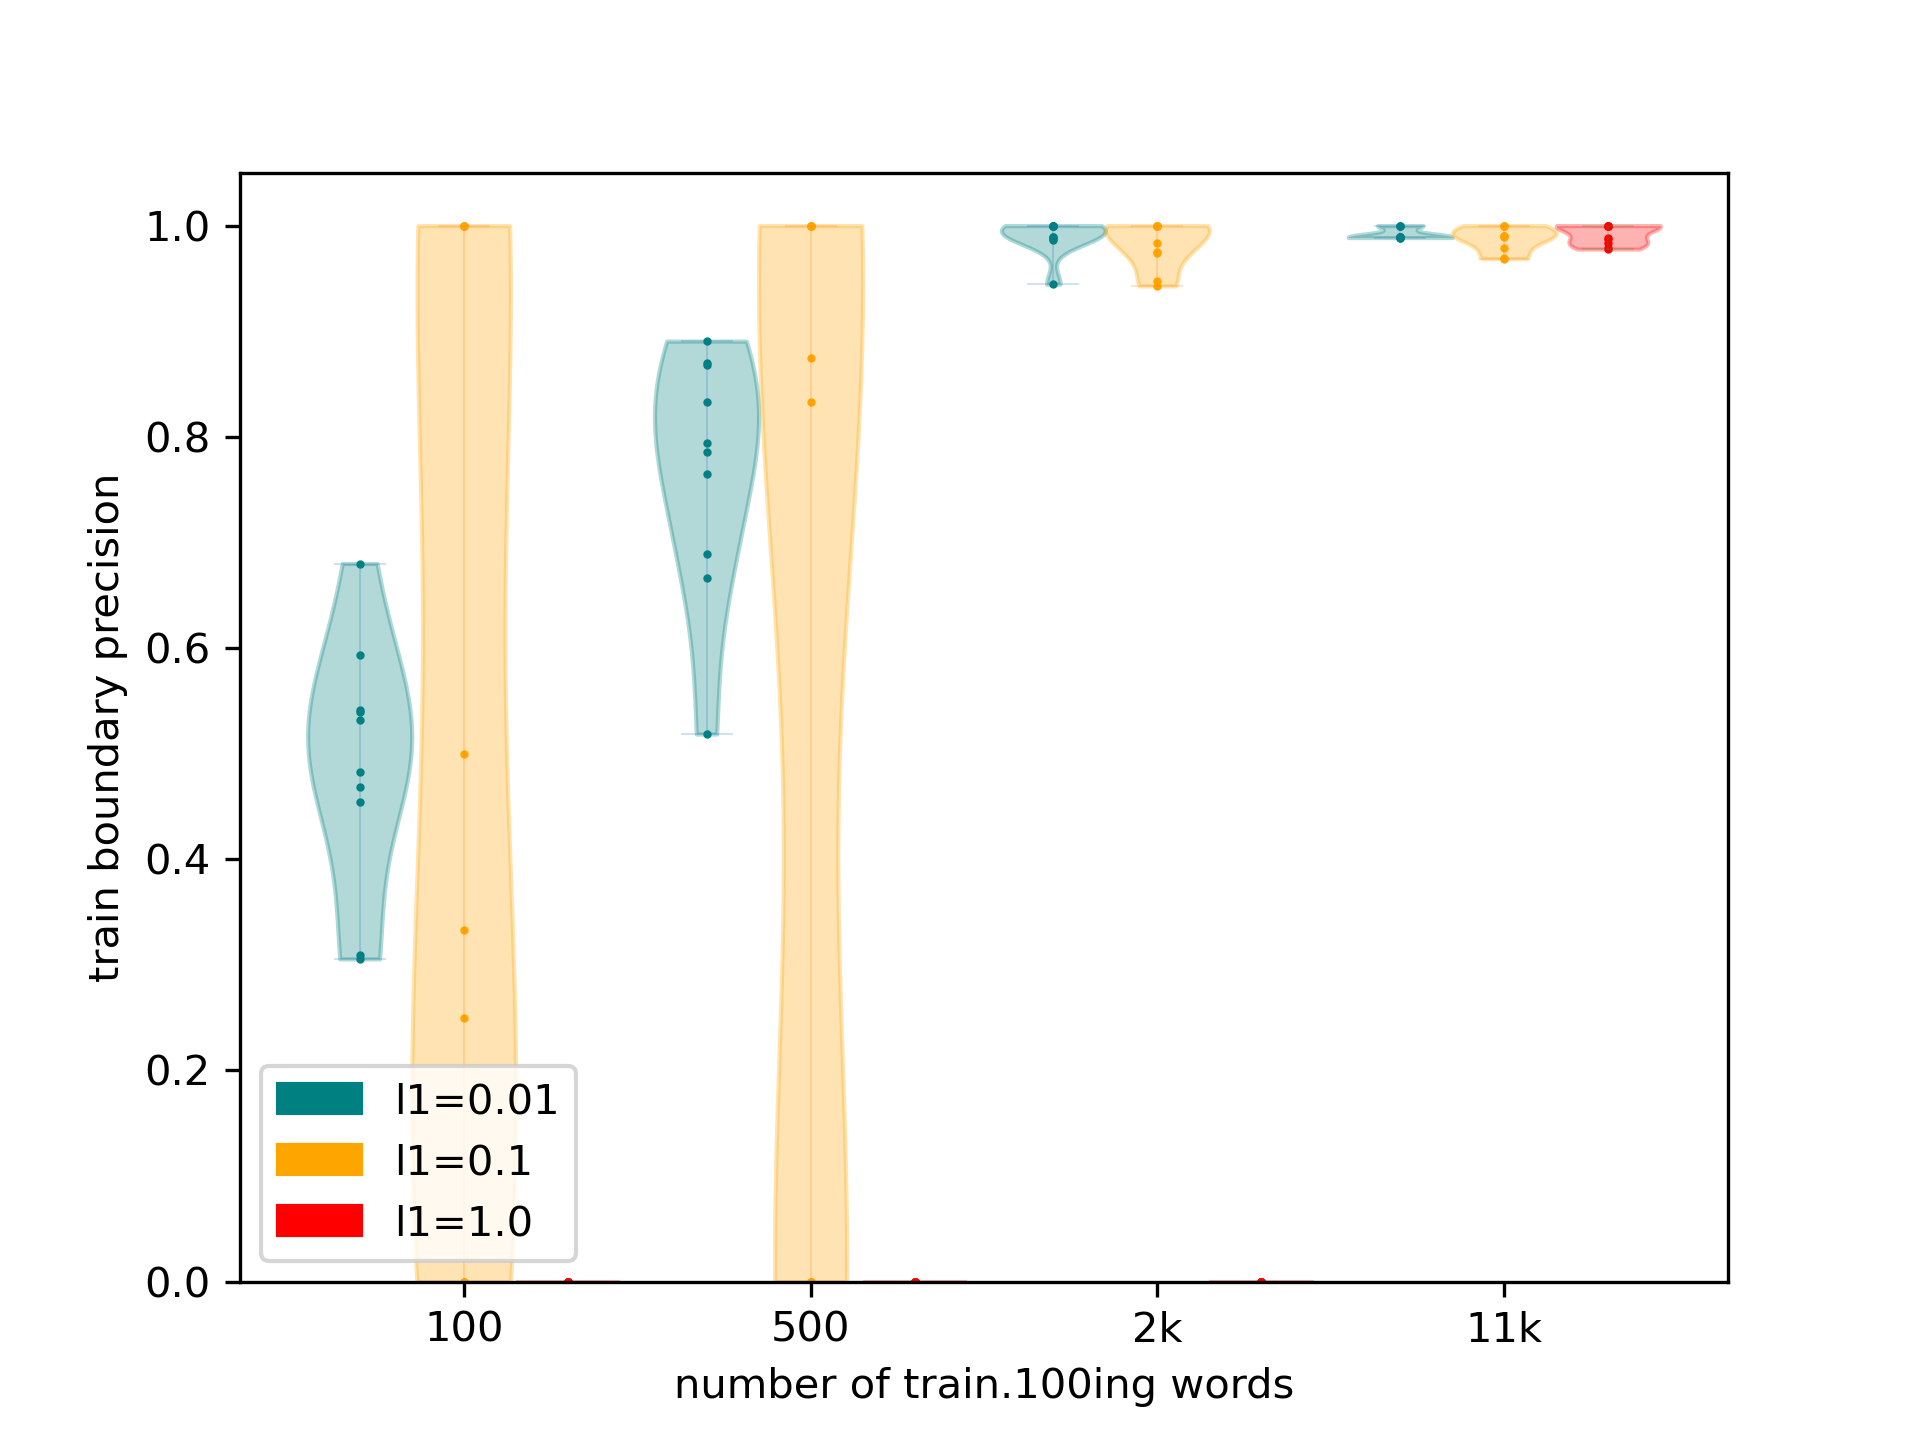 1.0
0.8
0.6
0.4
0.2
0.0
train boundary precision
l1=0.01
l1=0.1
l1=1.0
100
500
2k
11k
number of train.100ing words